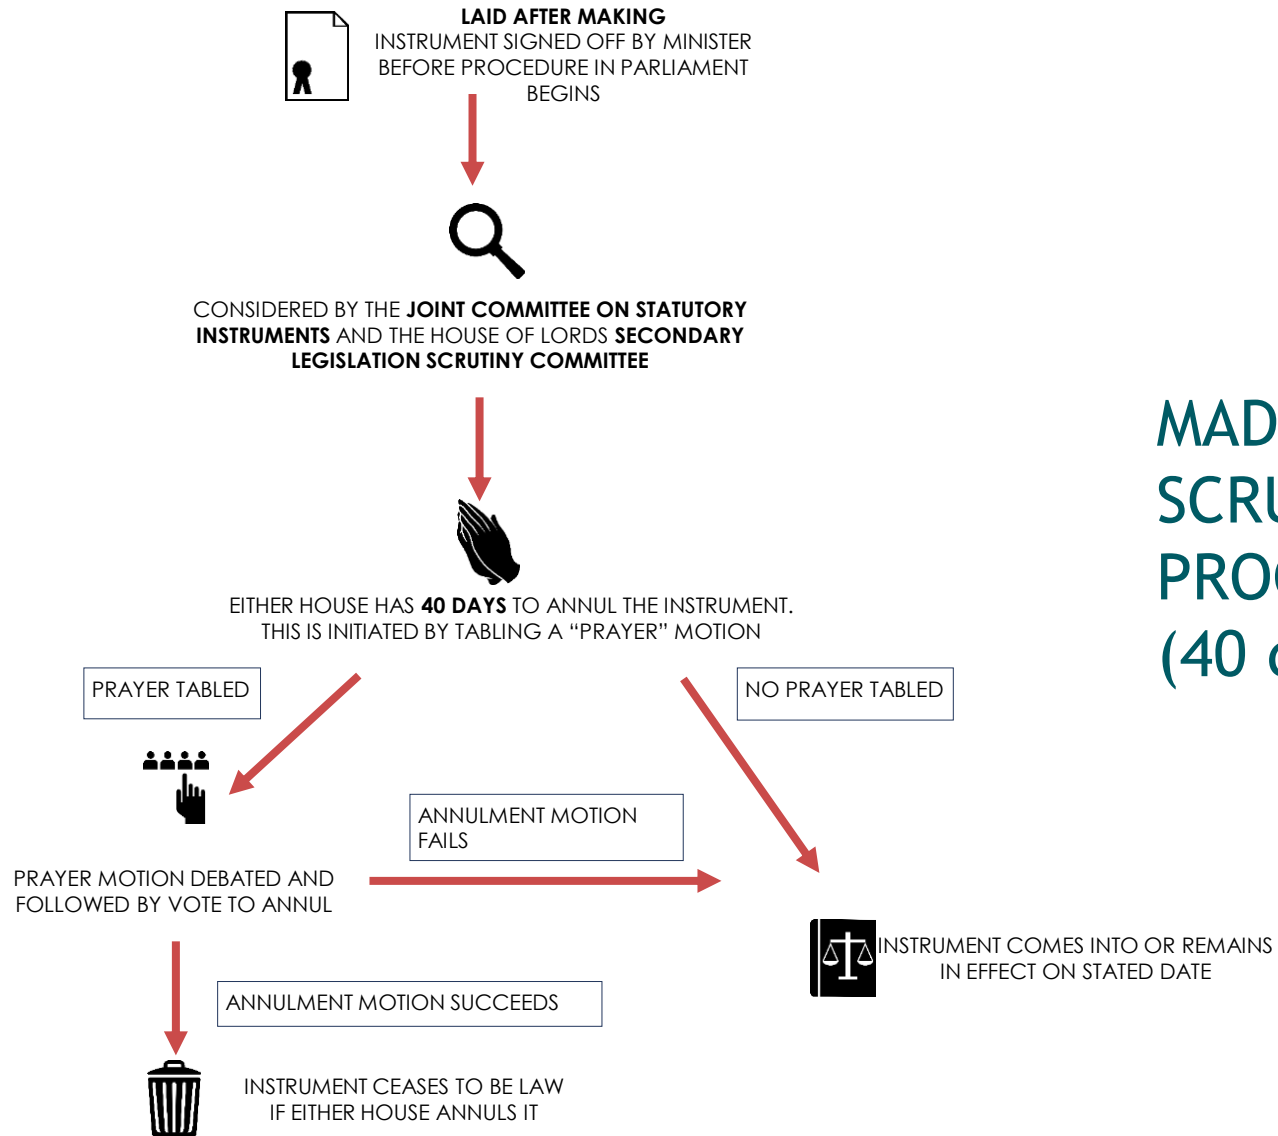 LAID AFTER MAKING
INSTRUMENT SIGNED OFF BY MINISTER
BEFORE PROCEDURE IN PARLIAMENT
BEGINS
CONSIDERED BY THE JOINT COMMITTEE ON STATUTORY
INSTRUMENTS AND THE HOUSE OF LORDS SECONDARY
LEGISLATION SCRUTINY COMMITTEE
EITHER HOUSE HAS 40 DAYS TO ANNUL THE INSTRUMENT.
THIS IS INITIATED BY TABLING A “PRAYER” MOTION
PRAYER TABLED
NO PRAYER TABLED
ANNULMENT MOTION
FAILS
PRAYER MOTION DEBATED AND
FOLLOWED BY VOTE TO ANNUL
INSTRUMENT COMES INTO OR REMAINS
IN EFFECT ON STATED DATE
ANNULMENT MOTION SUCCEEDS
INSTRUMENT CEASES TO BE LAW
IF EITHER HOUSE ANNULS IT
(40